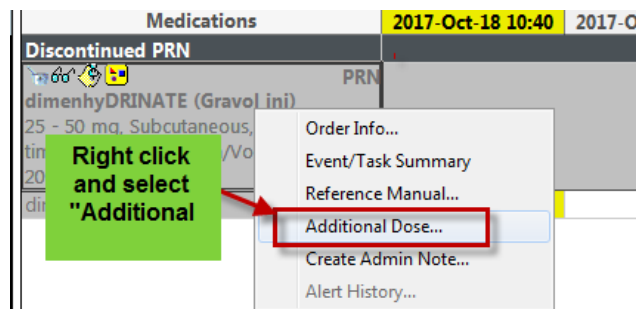 Medications 2017-Oct-18 10:40 2017-O
Discontinued PRN
PRN
dimenhyDRINATE (Gravol ini)
25 - 50 mg, Subcutaneous,
Order Info...
Event/Task Summary
Reference Manual...
Additional Dose...
Create Admin Note...
Alert History...
Right click
and select
"Additional